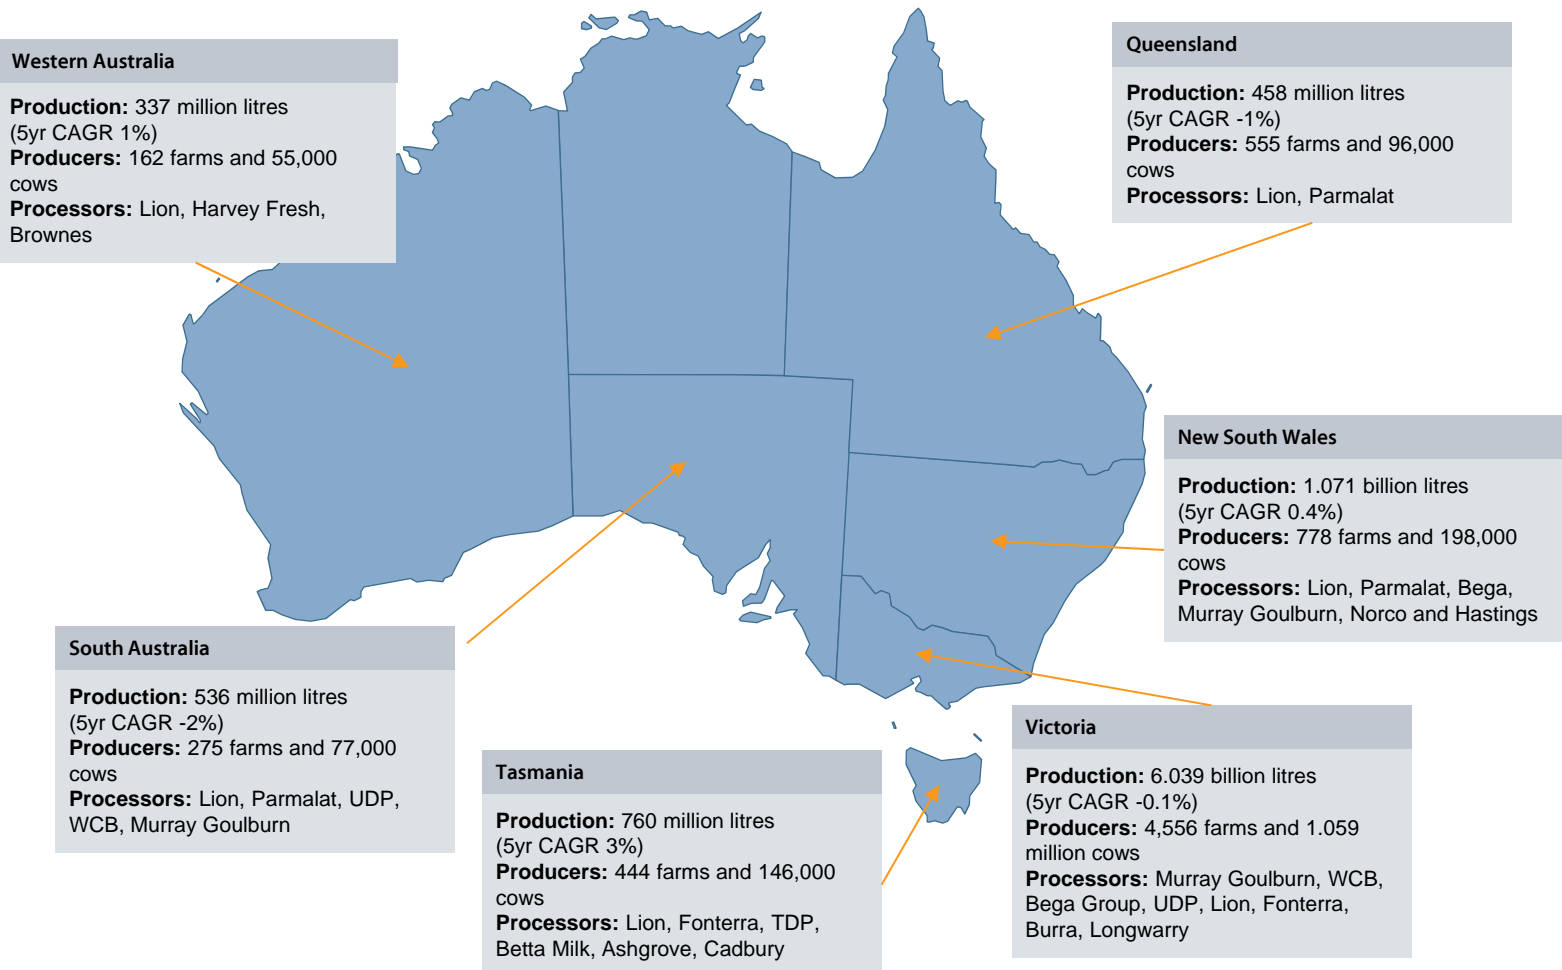 Western Australia
Production: 337 million litres
(5yr CAGR 1%)
Producers: 162 farms and 55,000
cows
Processors: Lion, Harvey Fresh,
Brownes
Queensland
Production: 458 million litres
(5yr CAGR -1%)
Producers: 555 farms and 96,000
cows
Processors: Lion, Parmalat
New South Wales
Production: 1.071 billion litres
(5yr CAGR 0.4%)
Producers: 778 farms and 198,000
cows
Processors: Lion, Parmalat, Bega,
Murray Goulburn, Norco and Hastings
South Australia
Production: 536 million litres
(5yr CAGR -2%)
Producers: 275 farms and 77,000
cows
Processors: Lion, Parmalat, UDP,
WCB, Murray Goulburn
Tasmania
Production: 760 million litres
(5yr CAGR 3%)
Producers: 444 farms and 146,000
cows
Processors: Lion, Fonterra, TDP,
Betta Milk, Ashgrove, Cadbury
Victoria
Production: 6.039 billion litres
(5yr CAGR -0.1%)
Producers: 4,556 farms and 1.059
million cows
Processors: Murray Goulburn, WCB,
Bega Group, UDP, Lion, Fonterra,
Burra, Longwarry